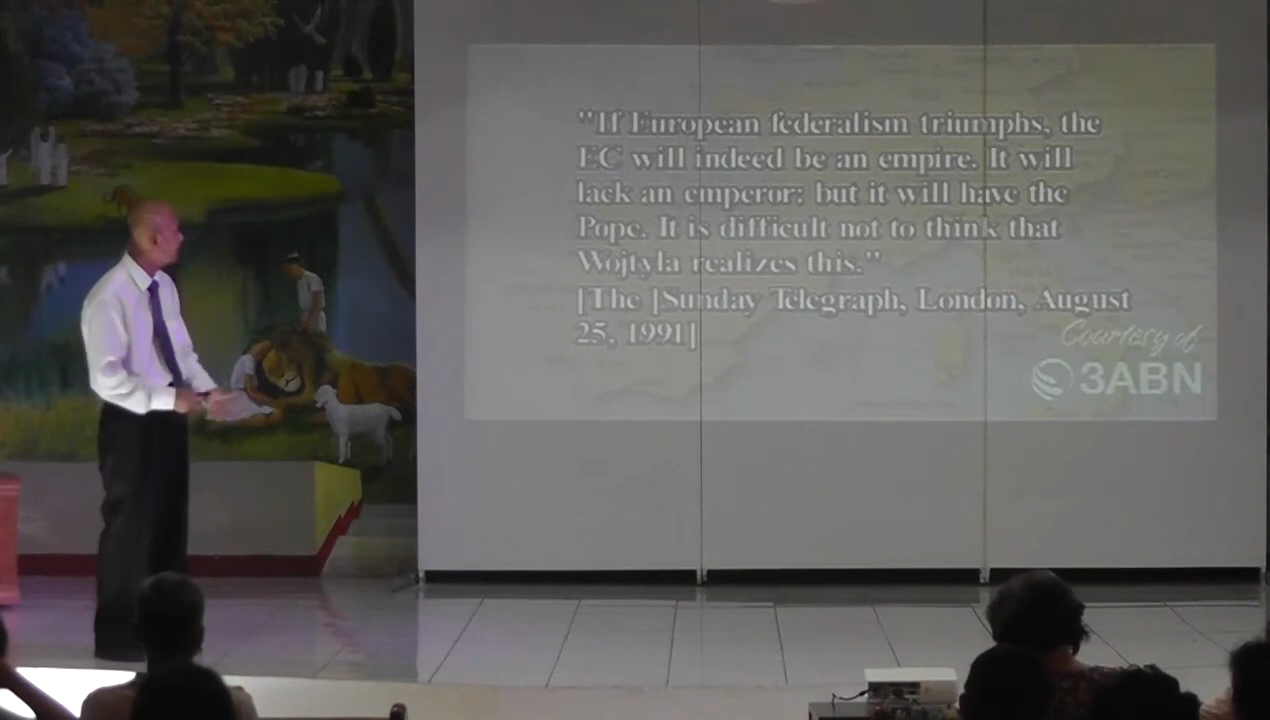 "If European federalism triumphs, the
EC will indeed be an empire. It will
lack an emperor: but it will have the
Pope. It is difficult not to think that
Wojtyla realizes this."
[The ]Sunday Telegraph, London, August
25, 1991]
Courtesy of
3ABN